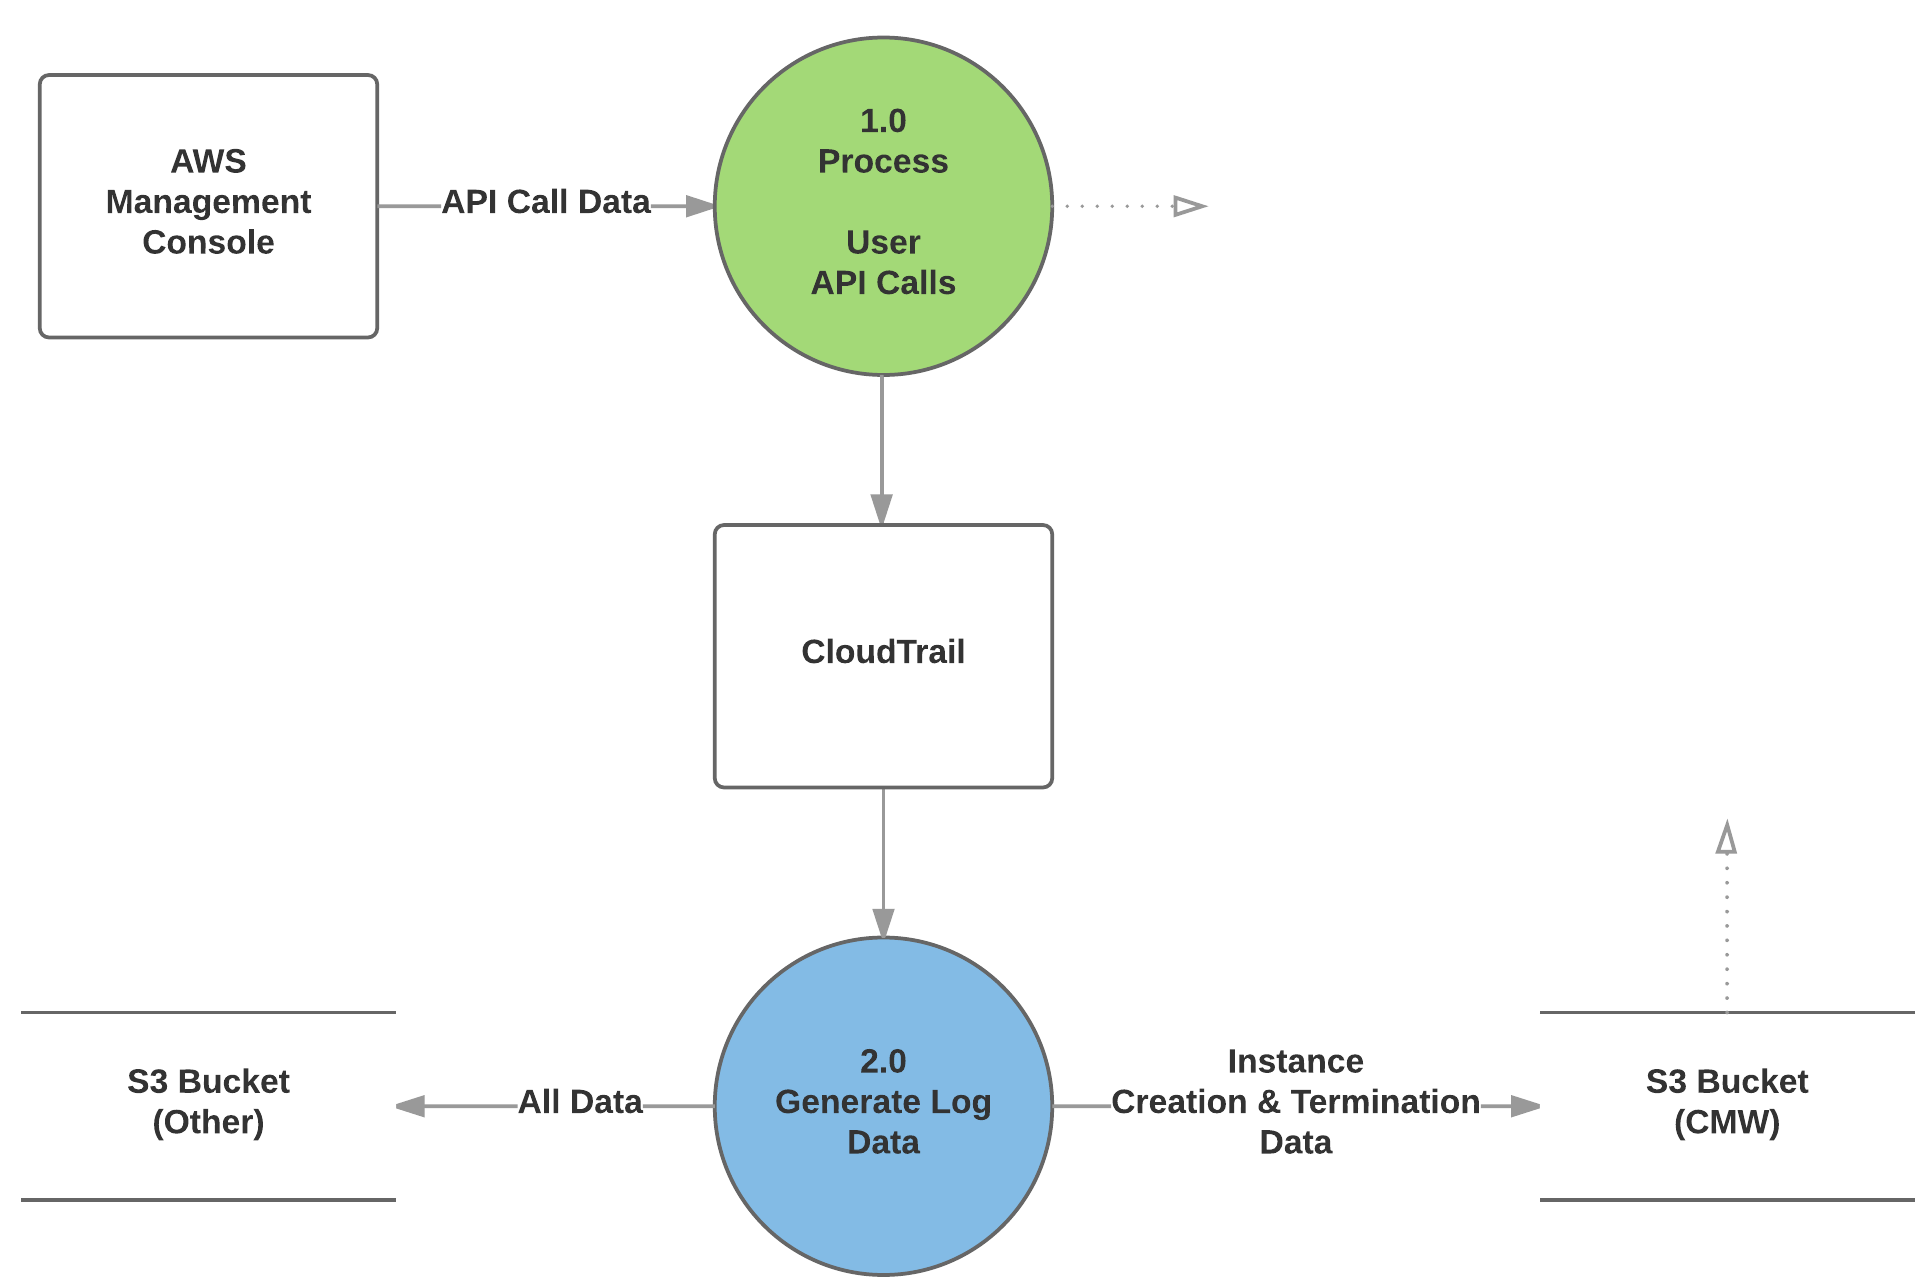 AWS
Management
Console
API Call Data
1.0
Process
User
API Calls
CloudTrail
S3 Bucket
(Other)
All Data
2.0
Generate Log
Data
Instance
Creation & Termination
Data
S3 Bucket
(CMW)